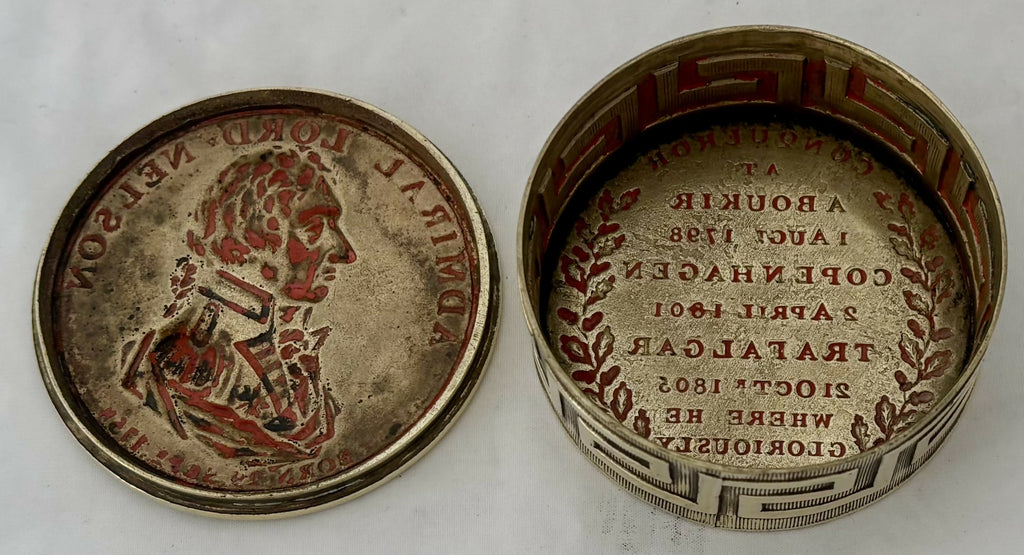 ADMIRAL LORD NELSON
BORN
CONQUEROR
AT
ABOUKIR
1 AUGT 1798
COPENHAGEN
2 APRIL 1801
TRAFALGAR
21 OCTR 1805
WHERE HE
GLORIOUSLY